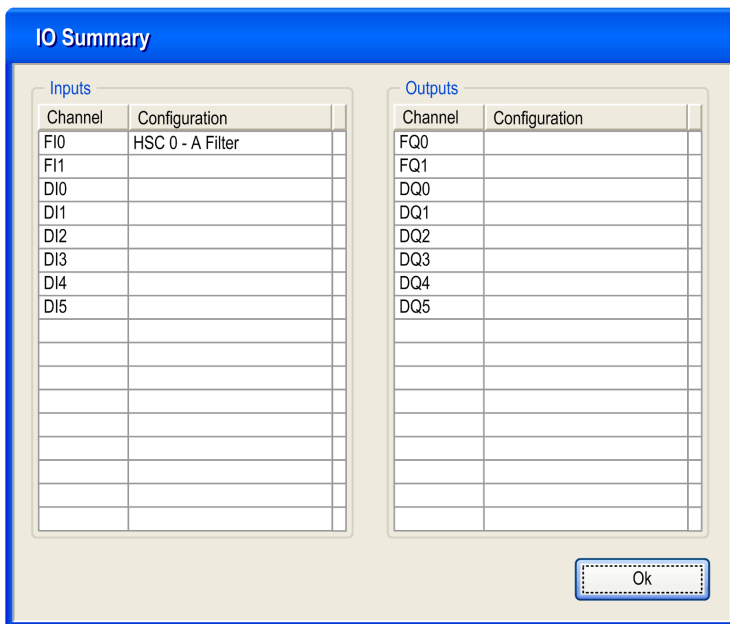 IO Summary
Inputs
Channel Configuration
FI0 HSC 0 - A Filter
FI1
DI0
DI1
DI2
DI3
DI4
DI5
Outputs
Channel Configuration
FQ0
FQ1
DQ0
DQ1
DQ2
DQ3
DQ4
DQ5
Ok